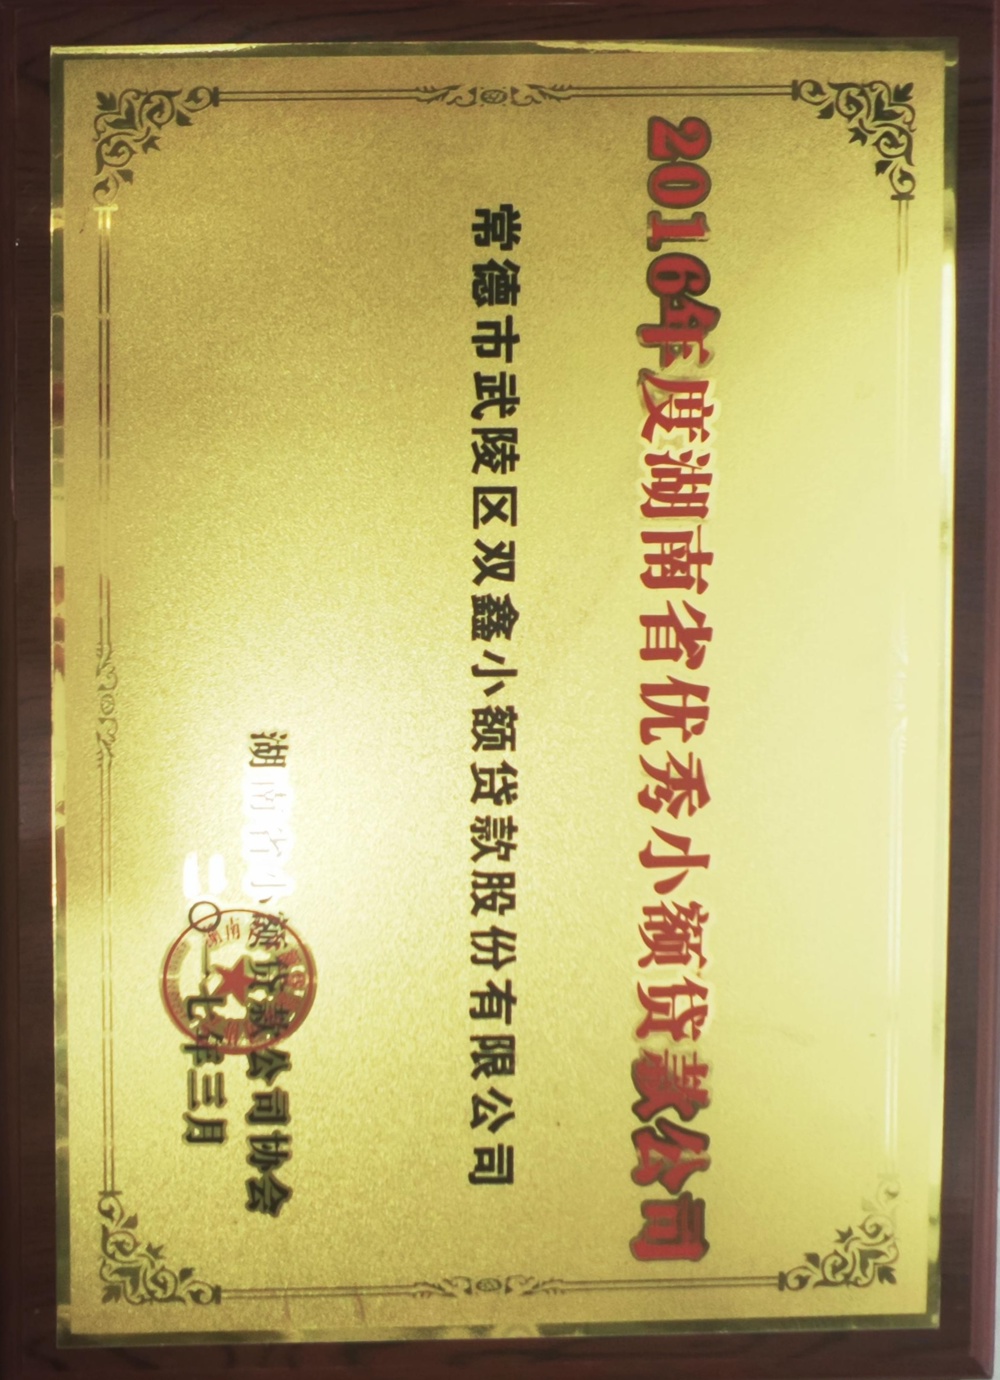 2016年度湖南省优秀小额贷款公司
常德市武陵区双鑫小额贷款股份有限公司
湖南省小额贷款公司协会
二〇一七年三月